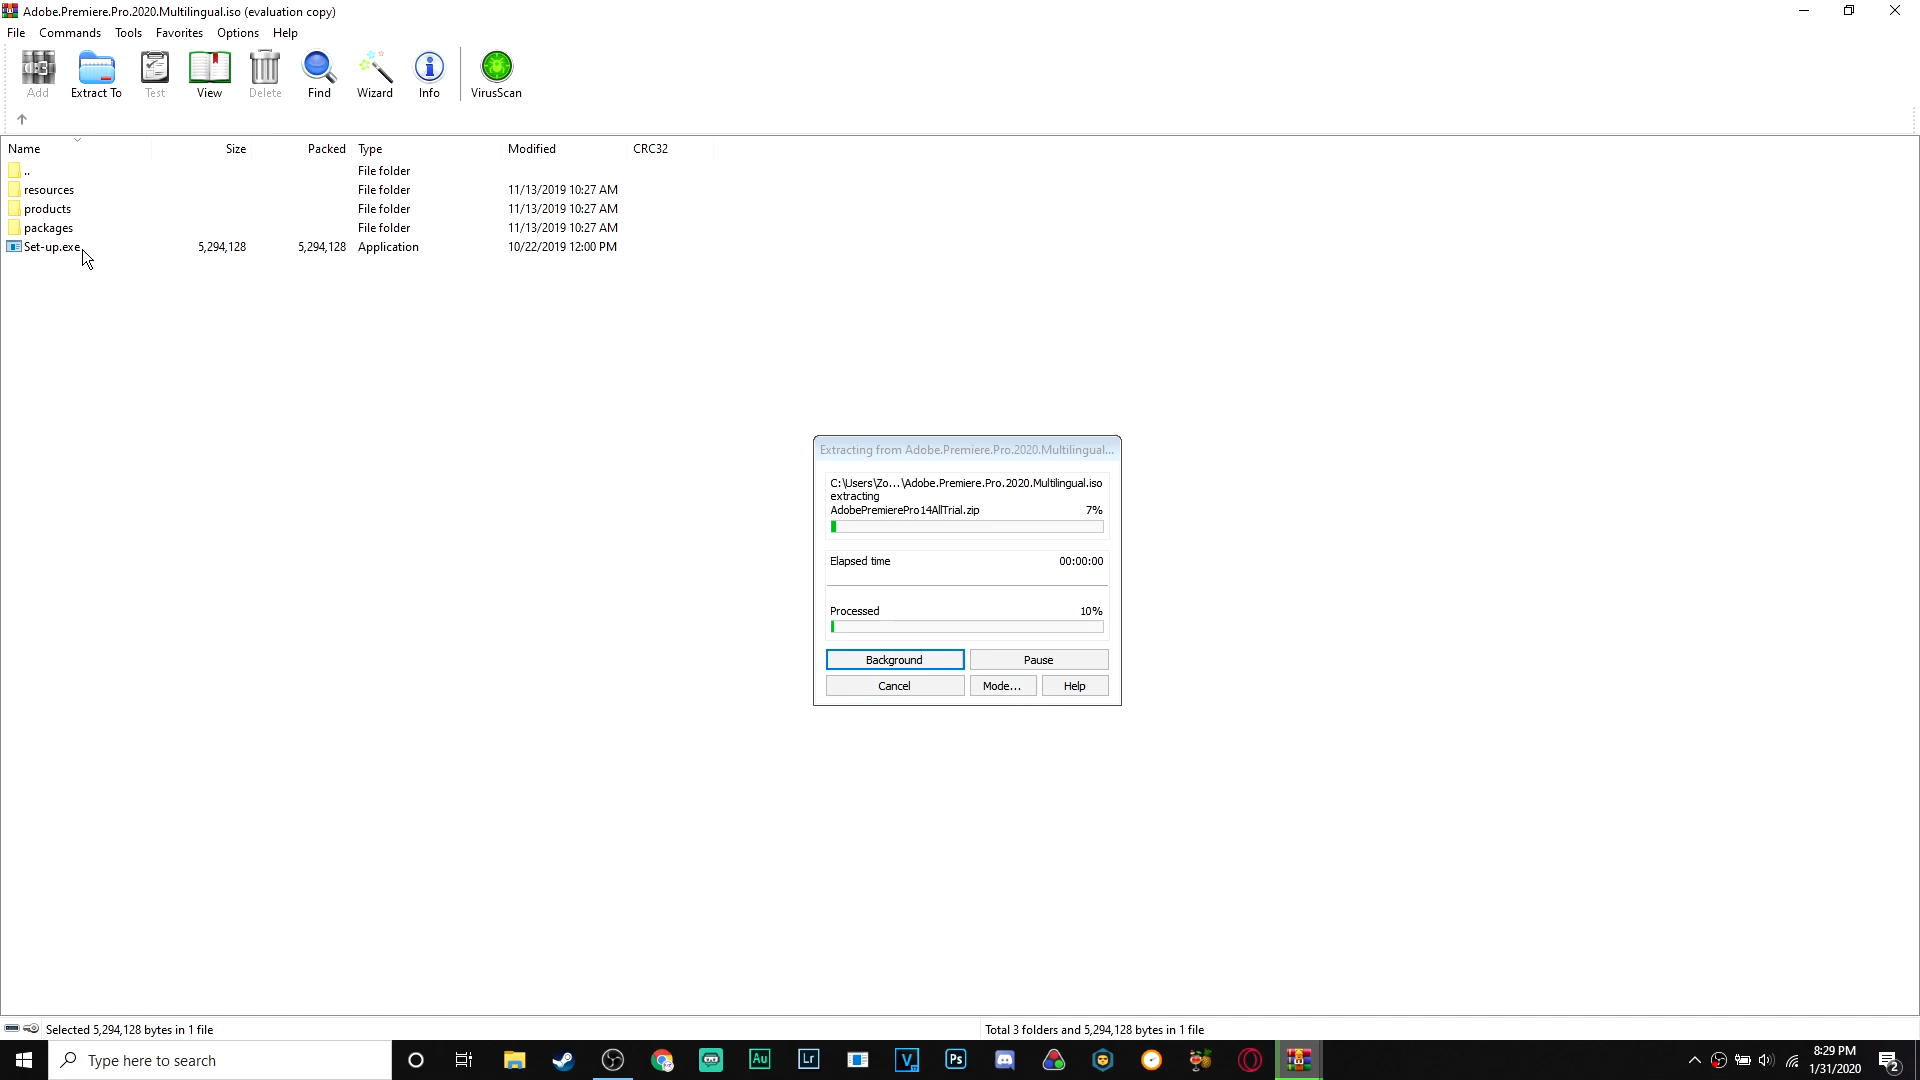 Adobe.Premiere.Pro.2020.Multilingual.iso (evaluation copy)
File Commands Tools Favorites Options Help
Add Extract To Test View Delete Find Wizard Info VirusScan
Name Size Packed Type Modified CRC32
.. File folder
resources File folder 11/13/2019 10:27 AM
products File folder 11/13/2019 10:27 AM
packages File folder 11/13/2019 10:27 AM
Set-up.exe 5,294,128 5,294,128 Application 10/22/2019 12:00 PM
Extracting from Adobe.Premiere.Pro.2020.Multilingual...
C:\Users\Zo...\Adobe.Premiere.Pro.2020.Multilingual.iso
extracting
AdobePremierePro14AllTrial.zip 7%
Elapsed time 00:00:00
Processed 10%
Background Pause
Cancel Mode... Help
Selected 5,294,128 bytes in 1 file Total 3 folders and 5,294,128 bytes in 1 file
Type here to search Au Lr V Ps 8:29 PM
1/31/2020 2